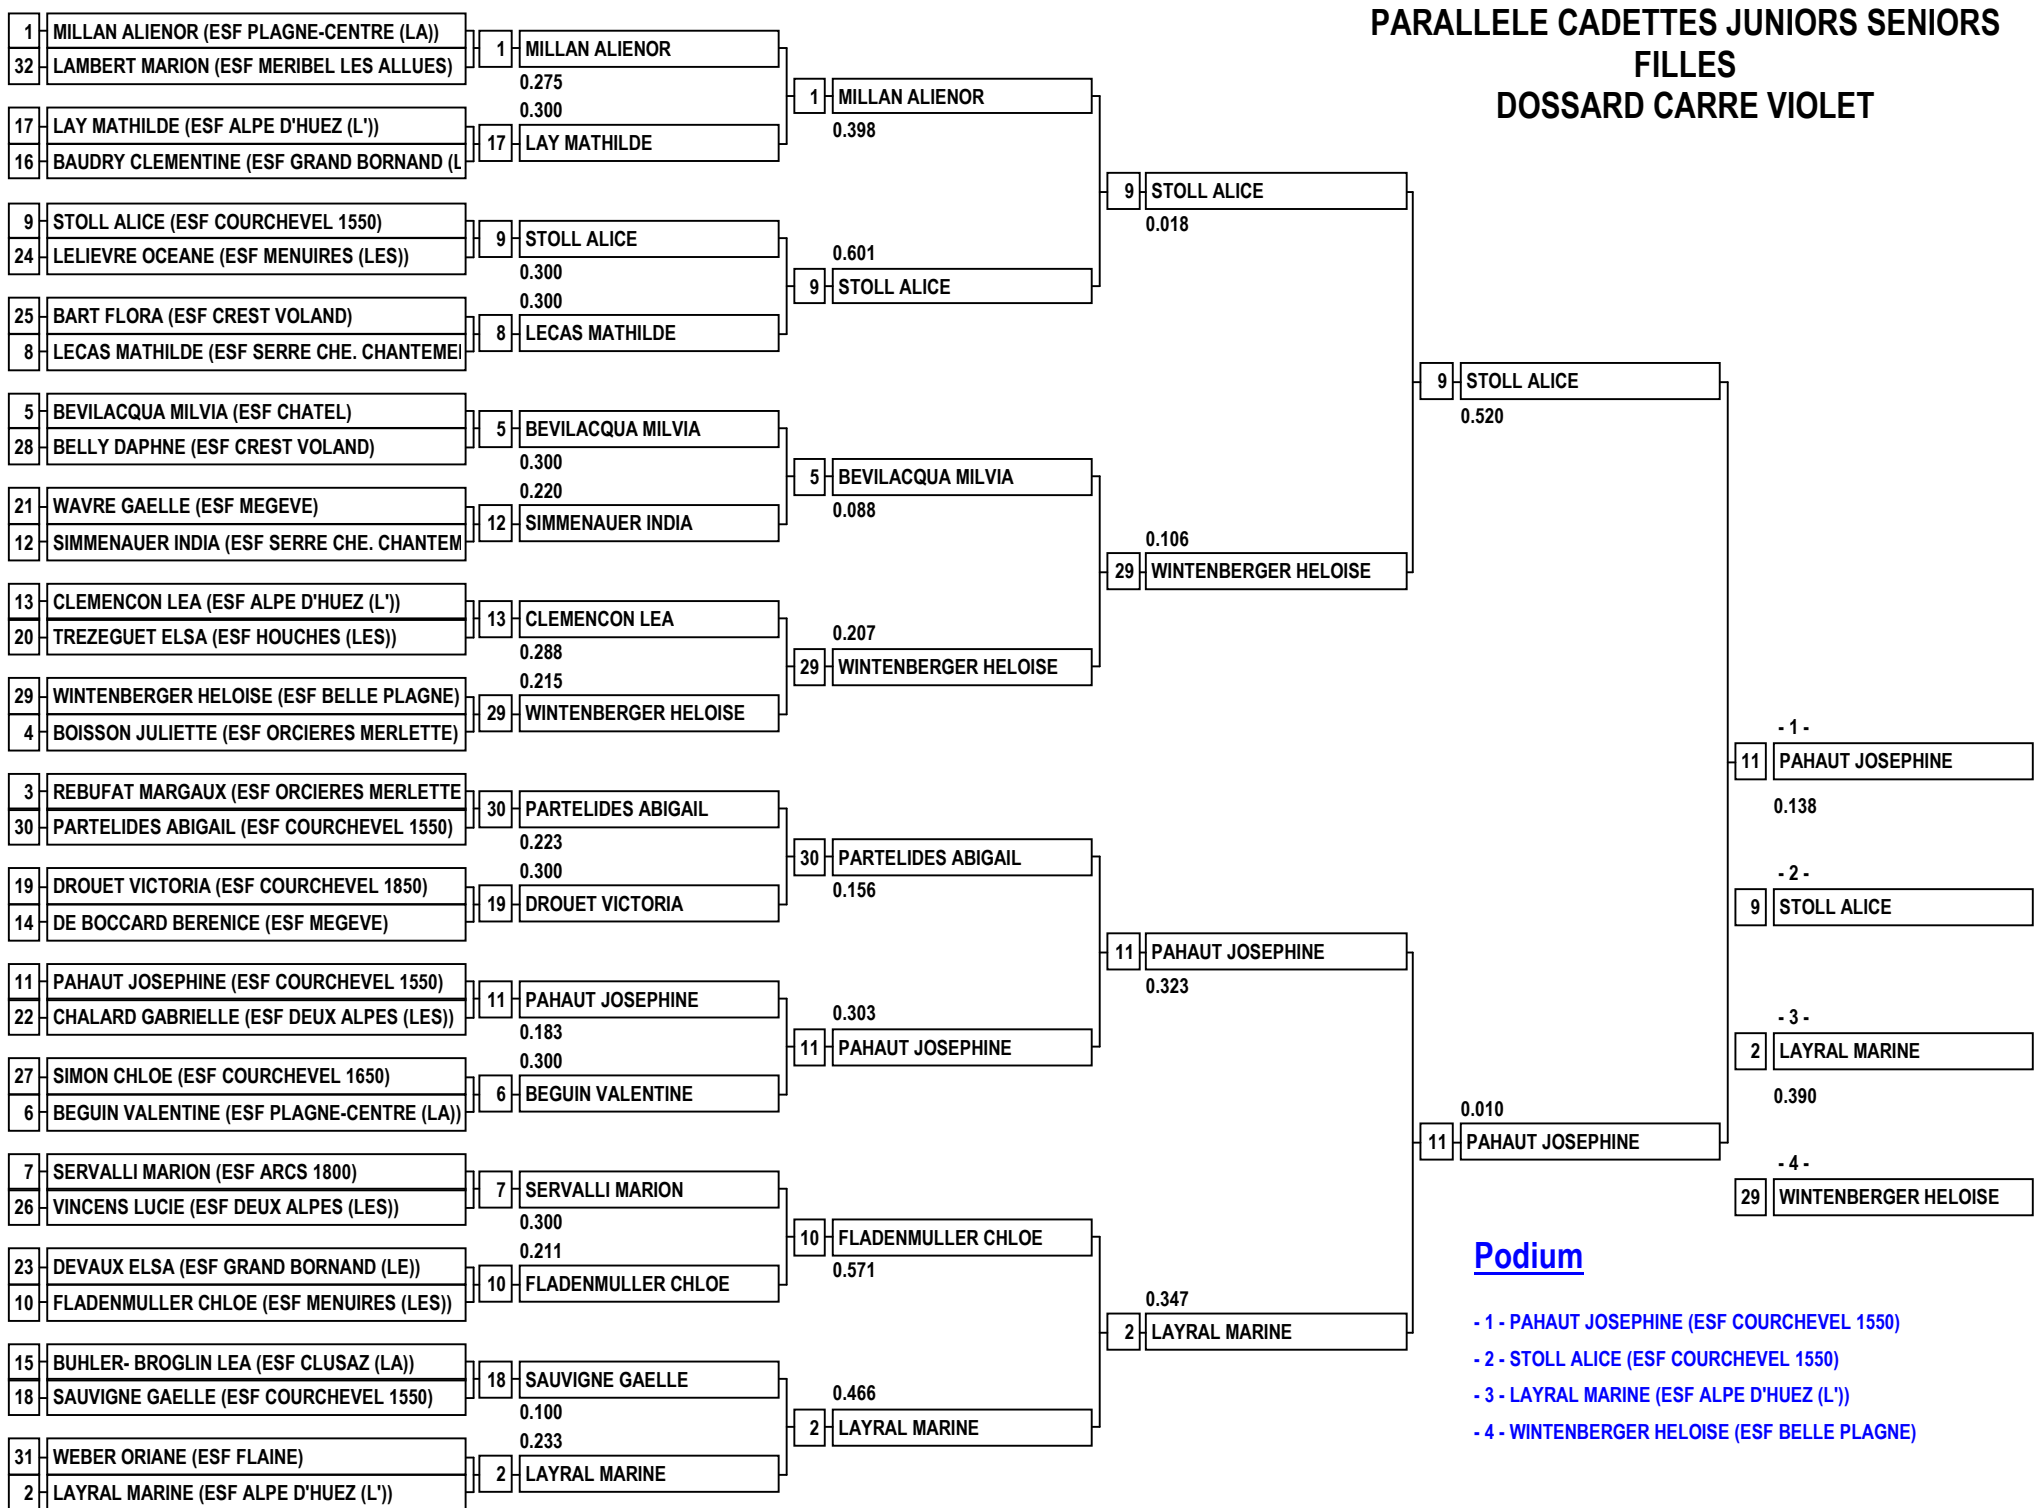 PARALLELE CADETTES JUNIORS SENIORS
FILLES
DOSSARD CARRE VIOLET
1 MILLAN ALIENOR (ESF PLAGNE-CENTRE (LA))
32 LAMBERT MARION (ESF MERIBEL LES ALLUES)
17 LAY MATHILDE (ESF ALPE D'HUEZ (L'))
16 BAUDRY CLEMENTINE (ESF GRAND BORNAND (L
9 STOLL ALICE (ESF COURCHEVEL 1550)
24 LELIEVRE OCEANE (ESF MENUIRES (LES))
25 BART FLORA (ESF CREST VOLAND)
8 LECAS MATHILDE (ESF SERRE CHE. CHANTEME
5 BEVILACQUA MILVIA (ESF CHATEL)
28 BELLY DAPHNE (ESF CREST VOLAND)
21 WAVRE GAELLE (ESF MEGEVE)
12 SIMMENAUER INDIA (ESF SERRE CHE. CHANTEM
13 CLEMENCON LEA (ESF ALPE D'HUEZ (L'))
20 TREZEGUET ELSA (ESF HOUCHES (LES))
29 WINTENBERGER HELOISE (ESF BELLE PLAGNE)
4 BOISSON JULIETTE (ESF ORCIERES MERLETTE)
3 REBUFAT MARGAUX (ESF ORCIERES MERLETTE
30 PARTELIDES ABIGAIL (ESF COURCHEVEL 1550)
19 DROUET VICTORIA (ESF COURCHEVEL 1850)
14 DE BOCCARD BERENICE (ESF MEGEVE)
11 PAHAUT JOSEPHINE (ESF COURCHEVEL 1550)
22 CHALARD GABRIELLE (ESF DEUX ALPES (LES))
27 SIMON CHLOE (ESF COURCHEVEL 1650)
6 BEGUIN VALENTINE (ESF PLAGNE-CENTRE (LA))
7 SERVALLI MARION (ESF ARCS 1800)
26 VINCENS LUCIE (ESF DEUX ALPES (LES))
23 DEVAUX ELSA (ESF GRAND BORNAND (LE))
10 FLADENMULLER CHLOE (ESF MENUIRES (LES))
15 BUHLER- BROGLIN LEA (ESF CLUSAZ (LA))
18 SAUVIGNE GAELLE (ESF COURCHEVEL 1550)
31 WEBER ORIANE (ESF FLAINE)
2 LAYRAL MARINE (ESF ALPE D'HUEZ (L'))
1 MILLAN ALIENOR
0.275
0.300
17 LAY MATHILDE
9 STOLL ALICE
0.300
0.300
8 LECAS MATHILDE
5 BEVILACQUA MILVIA
0.300
0.220
12 SIMMENAUER INDIA
13 CLEMENCON LEA
0.288
0.215
29 WINTENBERGER HELOISE
30 PARTELIDES ABIGAIL
0.223
0.300
19 DROUET VICTORIA
11 PAHAUT JOSEPHINE
0.183
0.300
6 BEGUIN VALENTINE
7 SERVALLI MARION
0.300
0.211
10 FLADENMULLER CHLOE
18 SAUVIGNE GAELLE
0.100
0.233
2 LAYRAL MARINE
1 MILLAN ALIENOR
0.398
0.601
9 STOLL ALICE
5 BEVILACQUA MILVIA
0.088
0.207
29 WINTENBERGER HELOISE
30 PARTELIDES ABIGAIL
0.156
0.303
11 PAHAUT JOSEPHINE
10 FLADENMULLER CHLOE
0.571
0.466
2 LAYRAL MARINE
9 STOLL ALICE
0.018
0.106
29 WINTENBERGER HELOISE
11 PAHAUT JOSEPHINE
0.323
0.347
2 LAYRAL MARINE
9 STOLL ALICE
0.520
0.010
11 PAHAUT JOSEPHINE
- 1 -
11 PAHAUT JOSEPHINE
0.138
- 2 -
9 STOLL ALICE
- 3 -
2 LAYRAL MARINE
0.390
- 4 -
29 WINTENBERGER HELOISE
Podium
- 1 - PAHAUT JOSEPHINE (ESF COURCHEVEL 1550)
- 2 - STOLL ALICE (ESF COURCHEVEL 1550)
- 3 - LAYRAL MARINE (ESF ALPE D'HUEZ (L'))
- 4 - WINTENBERGER HELOISE (ESF BELLE PLAGNE)